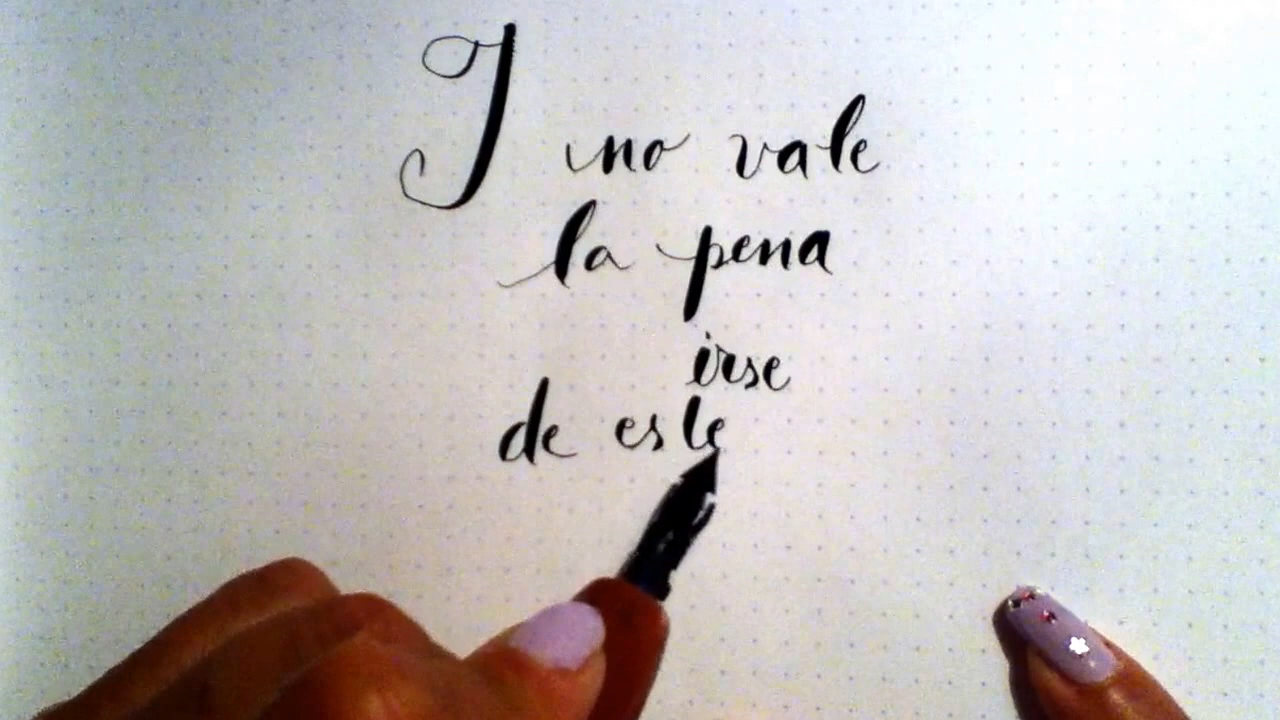 J no vale
la pena
irse
de este